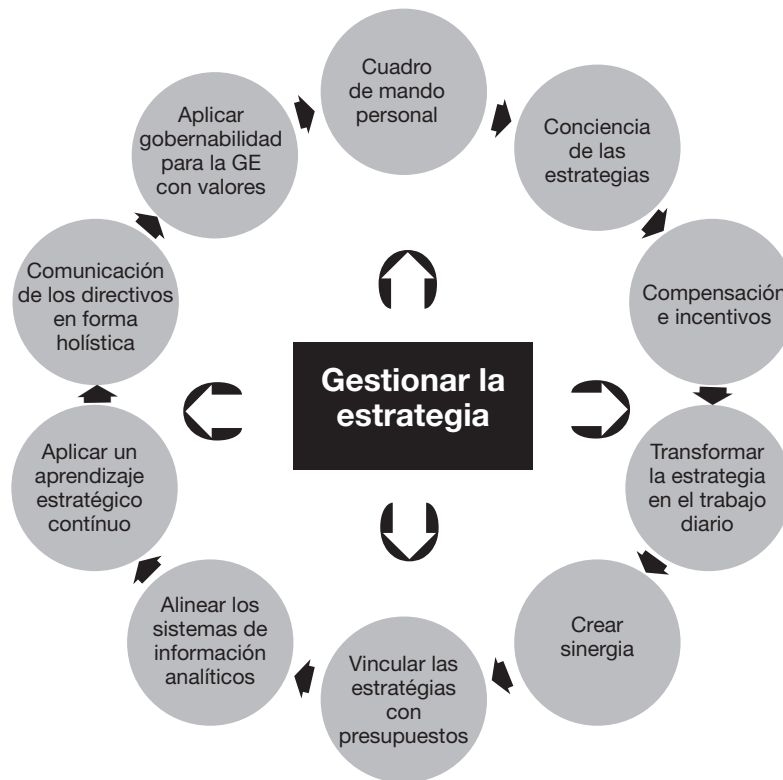 Cuadro
de mando
personal
Conciencia
de las
estrategias
Compensación
e incentivos
Transformar
la estrategia
en el trabajo
diario
Crear
sinergia
Vincular las
estratégias
con
presupuestos
Alinear los
sistemas de
información
analíticos
Aplicar un
aprendizaje
estratégico
contínuo
Comunicación
de los directivos
en forma
holística
Aplicar
gobernabilidad
para la GE
con valores
Gestionar la
estrategia